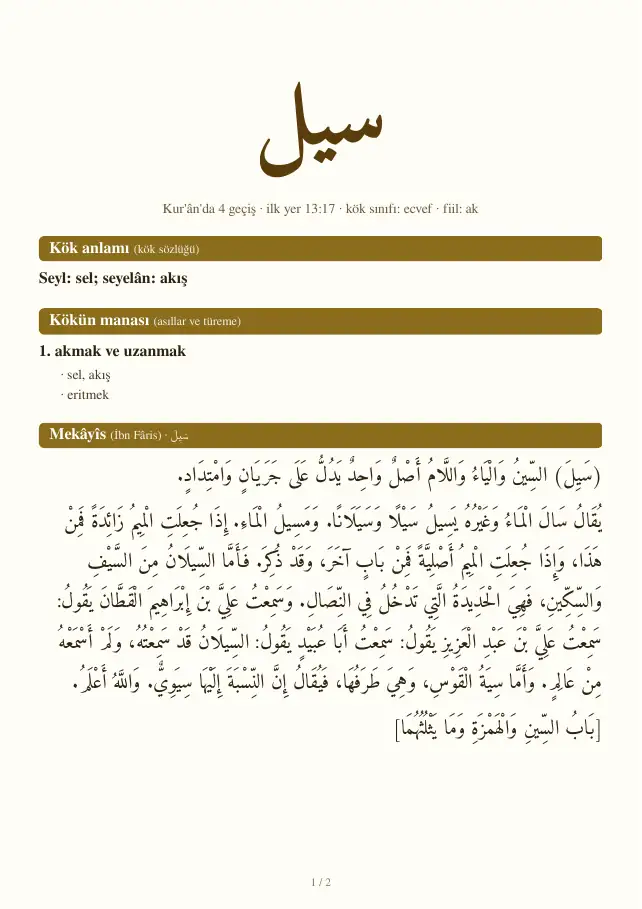 سيل
Kur'ân'da 4 geçiş · ilk yer 13:17 · kök sınıfı: ecvef · fiil: ak
Kök anlamı (kök sözlüğü)
Seyl: sel; seyelân: akış
Kökün manası (asıllar ve türeme)
1. akmak ve uzanmak
· sel, akış
· eritmek
Mekâyîs (İbn Fâris) · سيل
(سَيِلَ) السِّينُ وَالْيَاءُ وَاللَّامُ أَصْلٌ وَاحِدٌ يَدُلُّ عَلَى جَرَيَانٍ وَامْتِدَادٍ.
يُقَالُ سَالَ الْمَاءُ وَغَيْرُهُ يَسِيلُ سَيْلًا وَسَيَلَانًا. وَمَسِيلُ الْمَاءِ. إِذَا جُعِلَتِ الْمِيمُ زَائِدَةً فَمِنْ
هَذَا، وَإِذَا جُعِلَتِ الْمِيمُ أَصْلِيَّةً فَمِنْ بَابٍ آخَرَ، وَقَدْ ذُكِرَ. فَأَمَّا السِّيلَانُ مِنَ السَّيْفِ
وَالسِّكِّينِ، فَهِيَ الْحَدِيدَةُ الَّتِي تَدْخُلُ فِي النِّصَالِ. وَسَمِعْتُ عَلِيَّ بْنَ إِبْرَاهِيمَ الْقَطَّانَ يَقُولُ:
سَمِعْتُ عَلِيَّ بْنَ عَبْدِ الْعَزِيزِ يَقُولُ: سَمِعْتُ أَبَا عُبَيْدٍ يَقُولُ: السِّيلَانُ قَدْ سَمِعْتُهُ، وَلَمْ أَسْمَعْهُ
مِنْ عَالِمٍ. وَأَمَّا سِيَةُ الْقَوْسِ، وَهِيَ طَرَفُهَا، فَيُقَالُ إِنَّ النِّسْبَةَ إِلَيْهَا سِيَوِيٌّ. وَاللَّهُ أَعْلَمُ.
[بَابُ السِّينِ وَالْهَمْزَةِ وَمَا يَثْلُثُهُمَا]
1 / 2